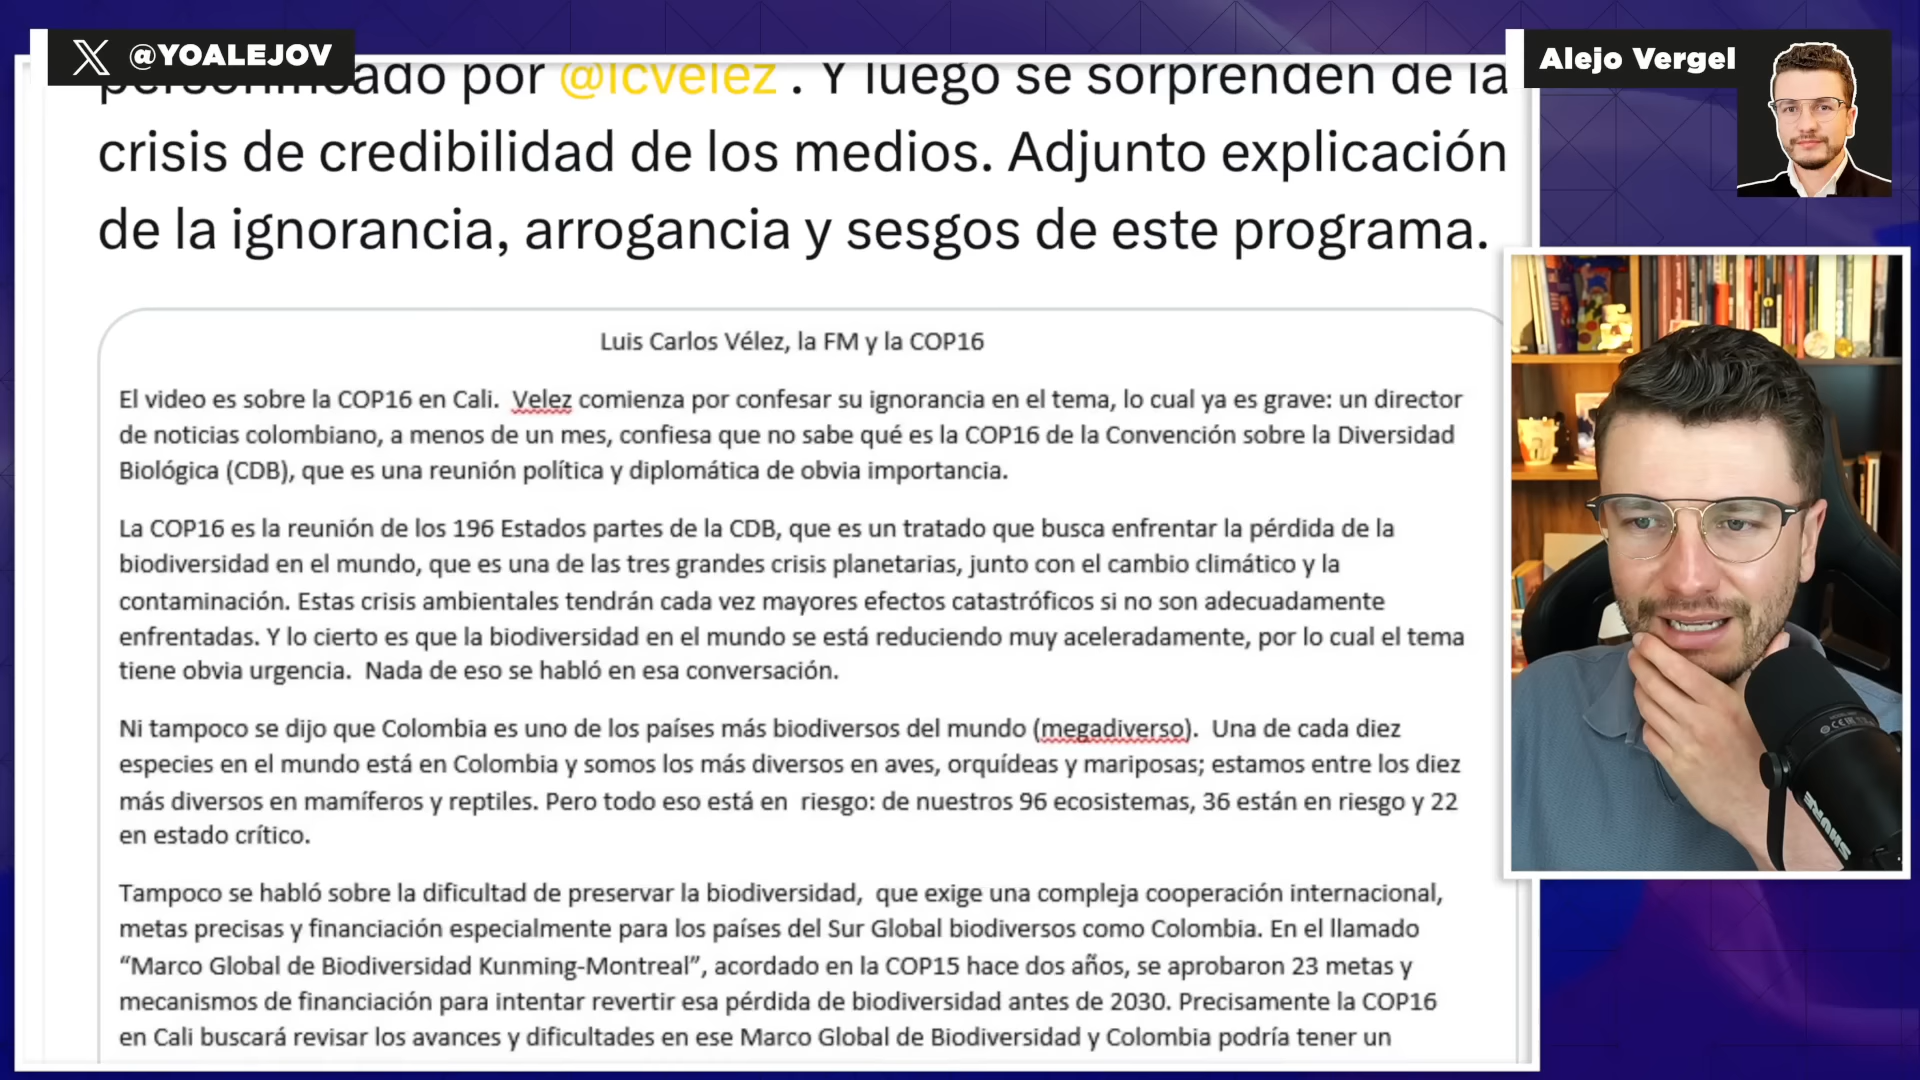 @YOALEJOV
Alejo Vergel
por @lcvelez . Y luego se sorprenden de la
crisis de credibilidad de los medios. Adjunto explicación
de la ignorancia, arrogancia y sesgos de este programa.
Luis Carlos Vélez, la FM y la COP16
El video es sobre la COP16 en Cali.  Velez comienza por confesar su ignorancia en el tema, lo cual ya es grave: un director
de noticias colombiano, a menos de un mes, confiesa que no sabe qué es la COP16 de la Convención sobre la Diversidad
Biológica (CDB), que es una reunión política y diplomática de obvia importancia.
La COP16 es la reunión de los 196 Estados partes de la CDB, que es un tratado que busca enfrentar la pérdida de la
biodiversidad en el mundo, que es una de las tres grandes crisis planetarias, junto con el cambio climático y la
contaminación. Estas crisis ambientales tendrán cada vez mayores efectos catastróficos si no son adecuadamente
enfrentadas. Y lo cierto es que la biodiversidad en el mundo se está reduciendo muy aceleradamente, por lo cual el tema
tiene obvia urgencia.  Nada de eso se habló en esa conversación.
Ni tampoco se dijo que Colombia es uno de los países más biodiversos del mundo (megadiverso).  Una de cada diez
especies en el mundo está en Colombia y somos los más diversos en aves, orquídeas y mariposas; estamos entre los diez
más diversos en mamíferos y reptiles. Pero todo eso está en  riesgo: de nuestros 96 ecosistemas, 36 están en riesgo y 22
en estado crítico.
Tampoco se habló sobre la dificultad de preservar la biodiversidad,  que exige una compleja cooperación internacional,
metas precisas y financiación especialmente para los países del Sur Global biodiversos como Colombia. En el llamado
“Marco Global de Biodiversidad Kunming-Montreal”, acordado en la COP15 hace dos años, se aprobaron 23 metas y
mecanismos de financiación para intentar revertir esa pérdida de biodiversidad antes de 2030. Precisamente la COP16
en Cali buscará revisar los avances y dificultades en ese Marco Global de Biodiversidad y Colombia podría tener un
SHURE